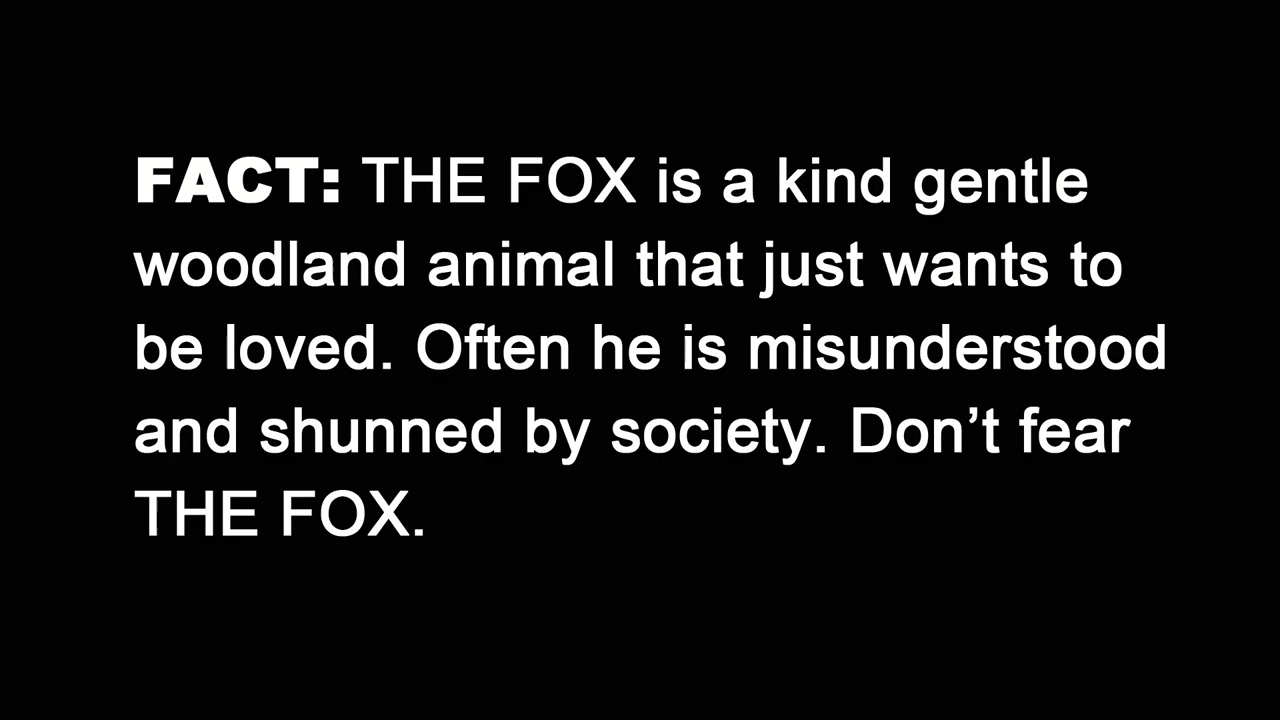 FACT: THE FOX is a kind gentle
woodland animal that just wants to
be loved. Often he is misunderstood
and shunned by society. Don’t fear
THE FOX.